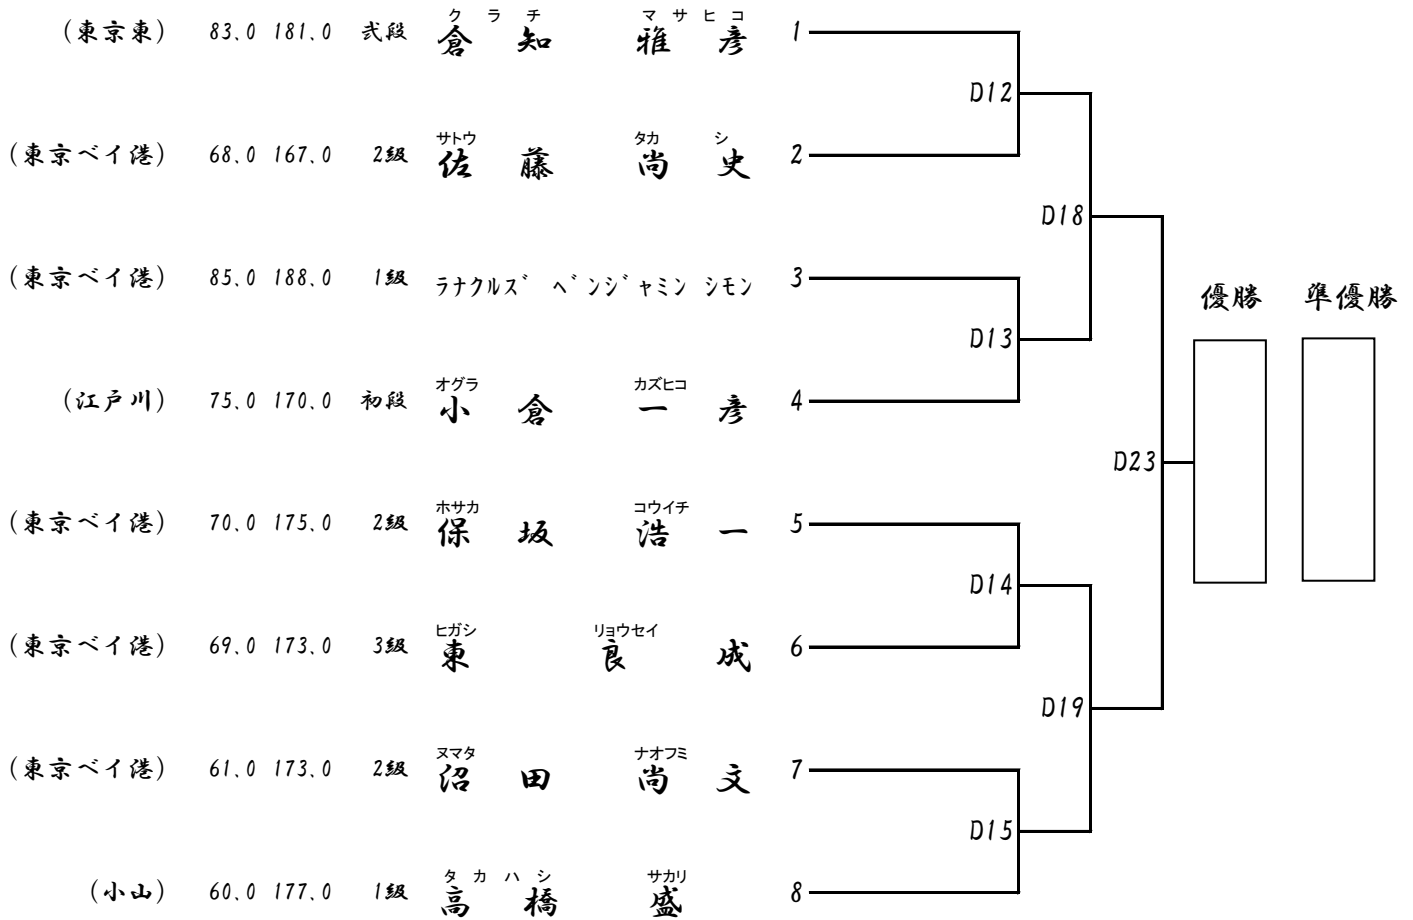 クラチ マサヒコ
(東京東) 83.0 181.0 弐段 倉知 雅彦 1
D12
サトウ タカシ
(東京ベイ港) 68.0 167.0 2級 佐藤 尚史 2
D18
(東京ベイ港) 85.0 188.0 1級 ラナクルズ ベンジャミン シモン 3
優勝 準優勝
D13
オグラ カズヒコ
(江戸川) 75.0 170.0 初段 小倉 一彦 4
D23
ホサカ コウイチ
(東京ベイ港) 70.0 175.0 2級 保坂 浩一 5
D14
ヒガシ リョウセイ
(東京ベイ港) 69.0 173.0 3級 東 良成 6
D19
ヌマタ ナオフミ
(東京ベイ港) 61.0 173.0 2級 沼田 尚文 7
D15
タカハシ サカリ
(小山) 60.0 177.0 1級 高橋 盛 8